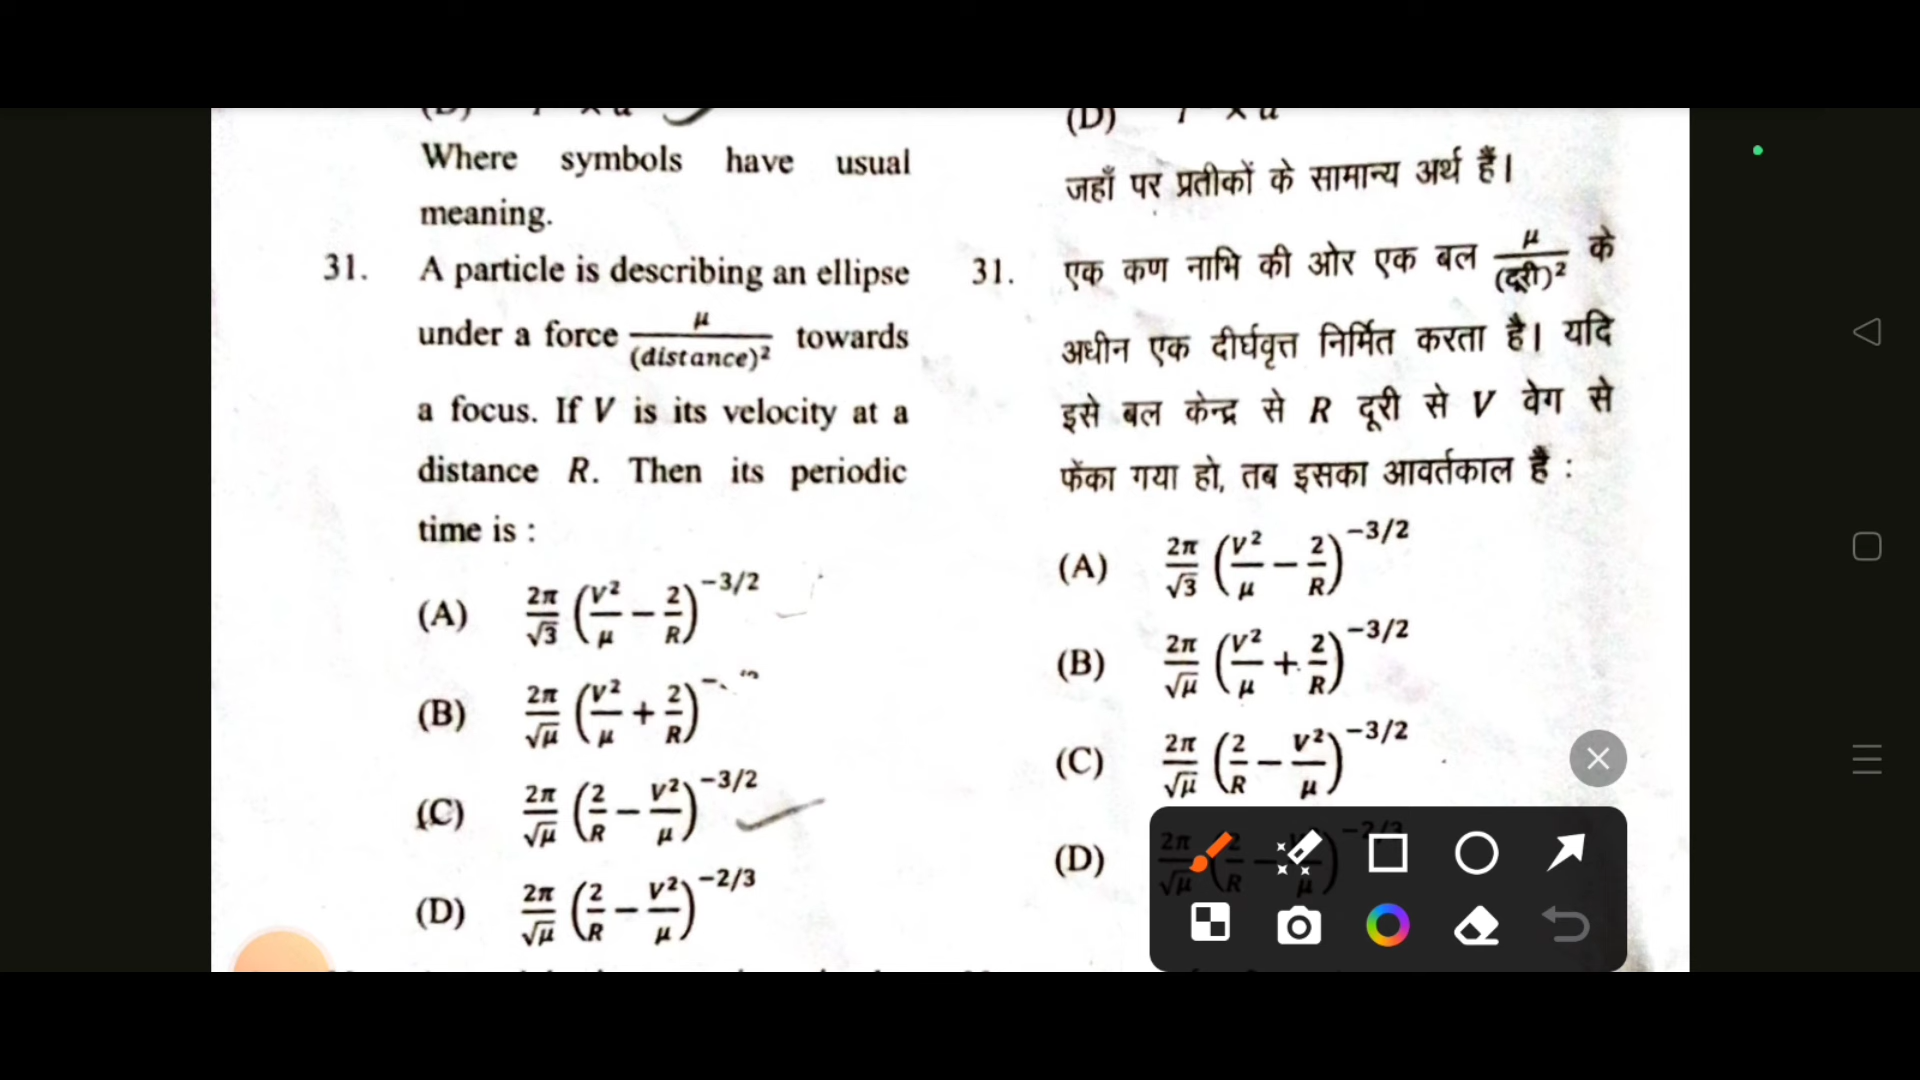 Where symbols have usual
meaning.
31. A particle is describing an ellipse
under a force μ/(distance)² towards
a focus. If V is its velocity at a
distance R. Then its periodic
time is :
(A) 2π/√3 (V²/μ − 2/R)^−3/2
(B) 2π/√μ (V²/μ + 2/R)
(C) 2π/√μ (2/R − V²/μ)^−3/2
(D) 2π/√μ (2/R − V²/μ)^−2/3
(D)
जहाँ पर प्रतीकों के सामान्य अर्थ हैं।
31. एक कण नाभि की ओर एक बल μ/(दूरी)² के
अधीन एक दीर्घवृत्त निर्मित करता है। यदि
इसे बल केन्द्र से R दूरी से V वेग से
फेंका गया हो, तब इसका आवर्तकाल है :
(A) 2π/√3 (V²/μ − 2/R)^−3/2
(B) 2π/√μ (V²/μ + 2/R)^−3/2
(C) 2π/√μ (2/R − V²/μ)^−3/2
(D)